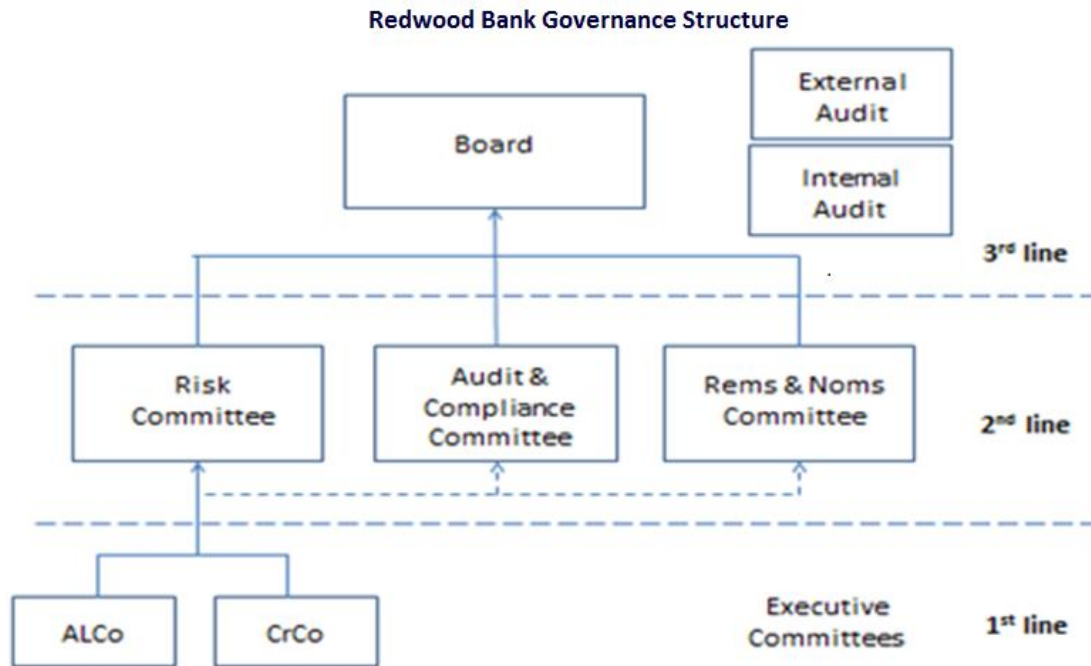 Redwood Bank Governance Structure
External
Audit
Board
Internal
Audit
3rd line
Risk
Committee
Audit &
Compliance
Committee
Rems & Noms
Committee
2nd line
ALCo
CrCo
Executive
Committees
1st line